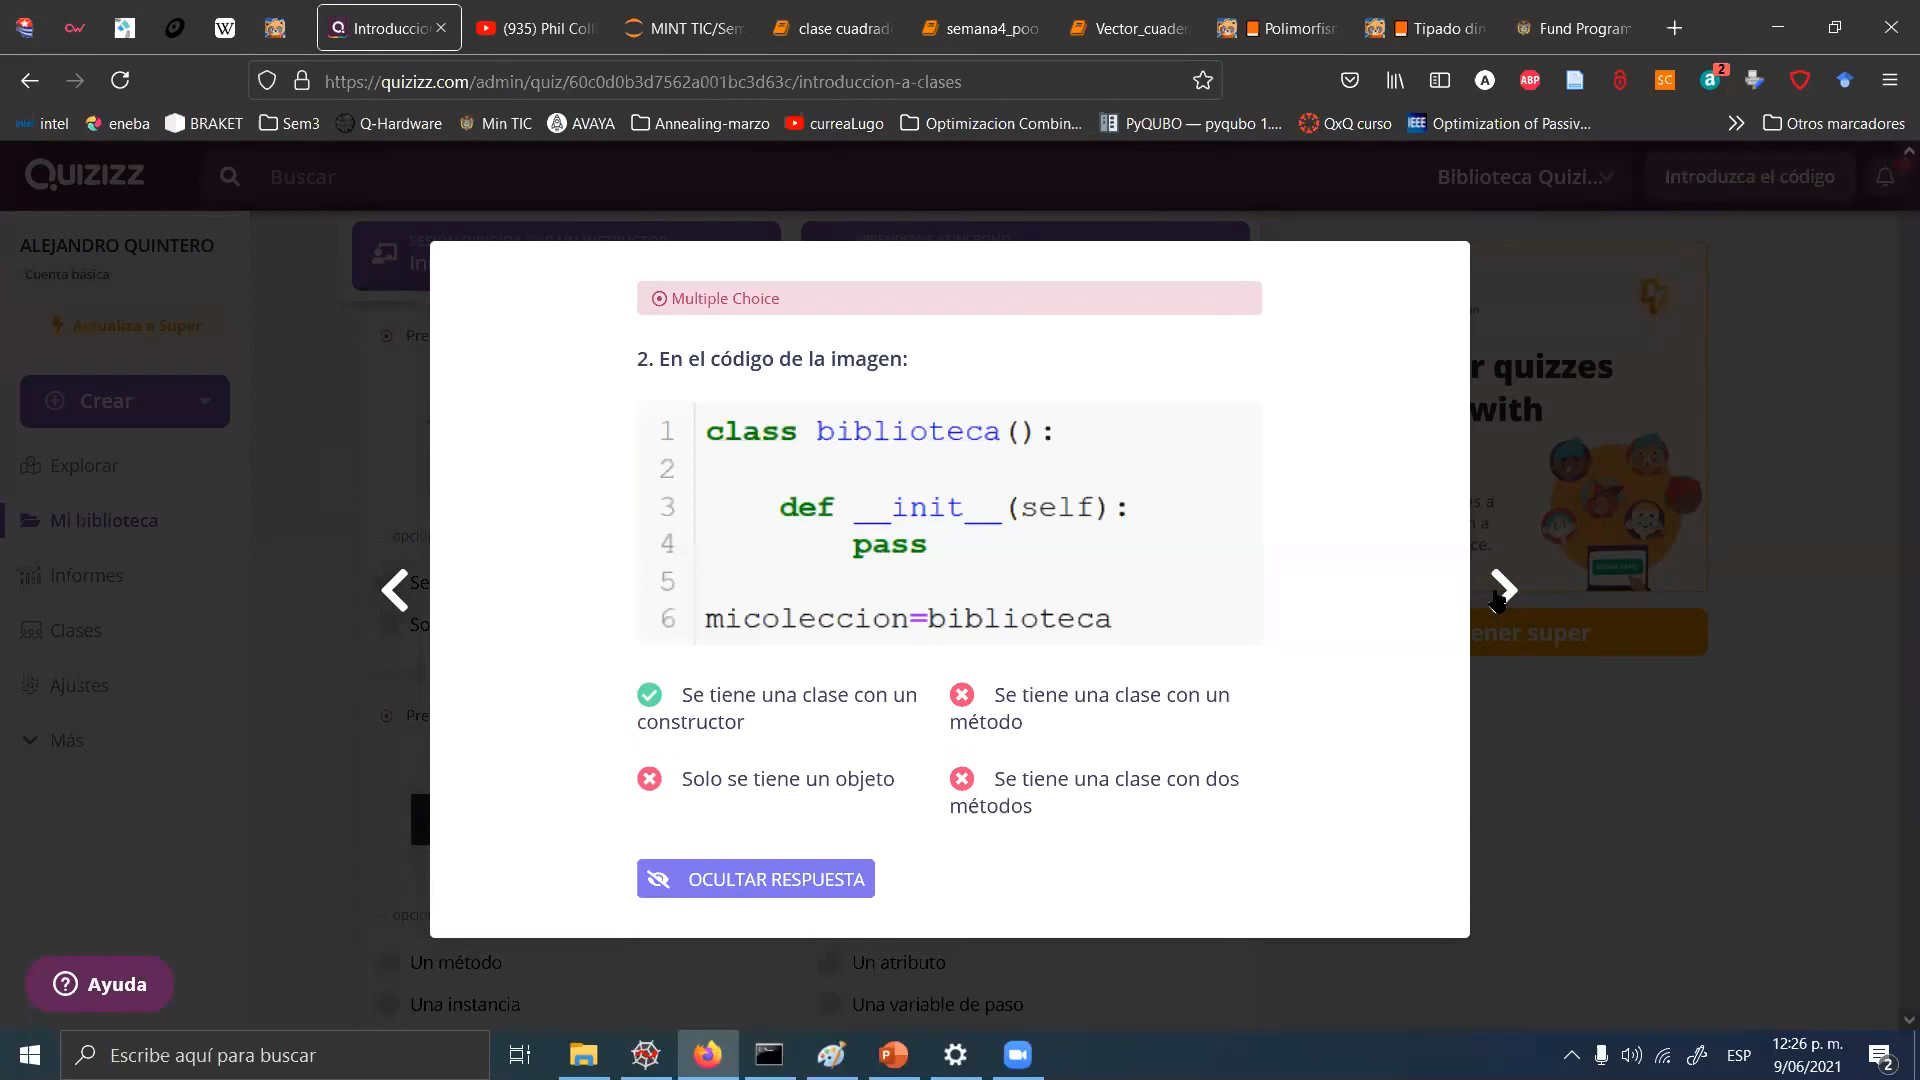 Introduccio
(935) Phil Coll
MINT TIC/Sem
clase cuadrad
semana4_poo
Vector_cuader
Polimorfism
Tipado din
Fund Program
https://quizizz.com/admin/quiz/60c0d0b3d7562a001bc3d63c/introduccion-a-clases
intel
eneba
BRAKET
Sem3
Q-Hardware
Min TIC
AVAYA
Annealing-marzo
curreaLugo
Optimizacion Combin...
PyQUBO — pyqubo 1....
QxQ curso
Optimization of Passiv...
Otros marcadores
QUIZIZZ
Buscar
Biblioteca Quizi...
Introduzca el código
ALEJANDRO QUINTERO
Cuenta básica
Actualiza a Super
Crear
Explorar
Mi biblioteca
Informes
Clases
Ajustes
Más
Ayuda
Multiple Choice
2. En el código de la imagen:
1 class biblioteca():
2
3 def __init__(self):
4 pass
5
6 micoleccion=biblioteca
Se tiene una clase con un constructor
Se tiene una clase con un método
Solo se tiene un objeto
Se tiene una clase con dos métodos
OCULTAR RESPUESTA
r quizzes
with
ener super
Un método
Un atributo
Una instancia
Una variable de paso
Escribe aquí para buscar
ESP
12:26 p. m.
9/06/2021
2